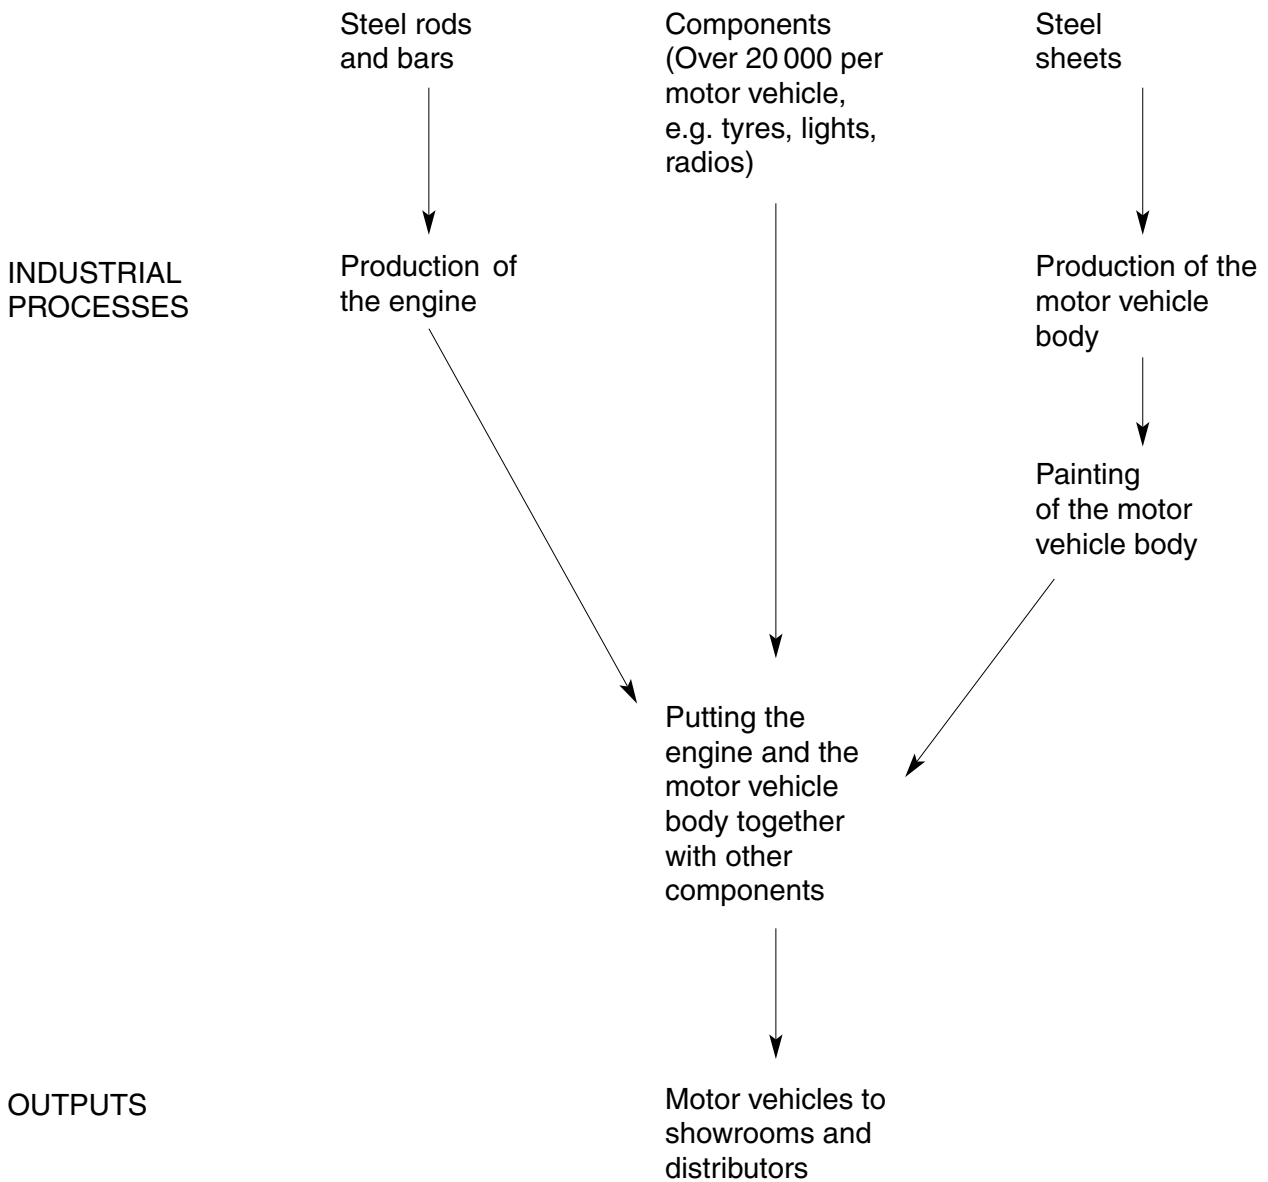 Steel rods
and bars
Components
(Over 20 000 per
motor vehicle,
e.g. tyres, lights,
radios)
Steel
sheets
INDUSTRIAL
PROCESSES
Production of
the engine
Production of the
motor vehicle
body
Painting
of the motor
vehicle body
Putting the
engine and the
motor vehicle
body together
with other
components
OUTPUTS
Motor vehicles to
showrooms and
distributors